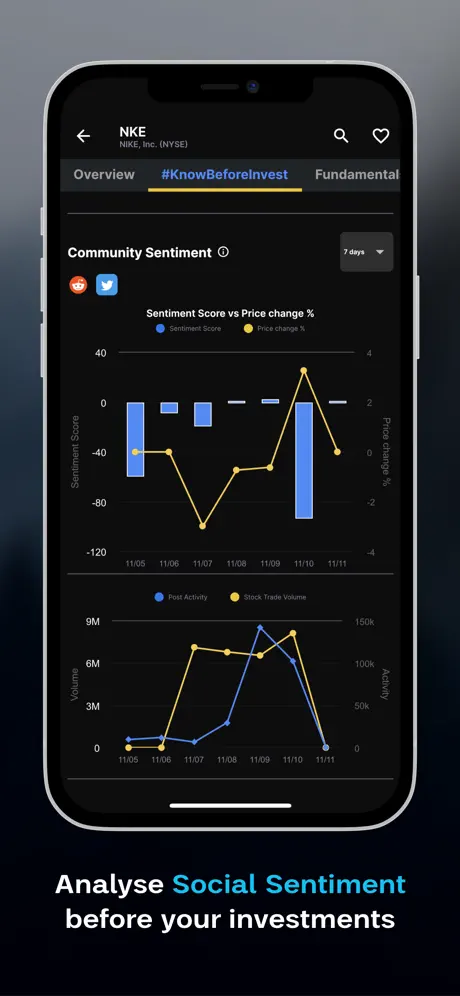 NKE
NIKE, Inc. (NYSE)
Overview #KnowBeforeInvest Fundamental
Community Sentiment
7 days
Sentiment Score vs Price change %
Sentiment Score Price change %
40 4
0 2
-40 0
-80 -2
-120 -4
Sentiment Score
Price change %
11/05 11/06 11/07 11/08 11/09 11/10 11/11
Post Activity Stock Trade Volume
9M 150k
6M 100k
3M 50k
0 0
Volume
Activity
11/05 11/06 11/07 11/08 11/09 11/10 11/11
Analyse Social Sentiment
before your investments